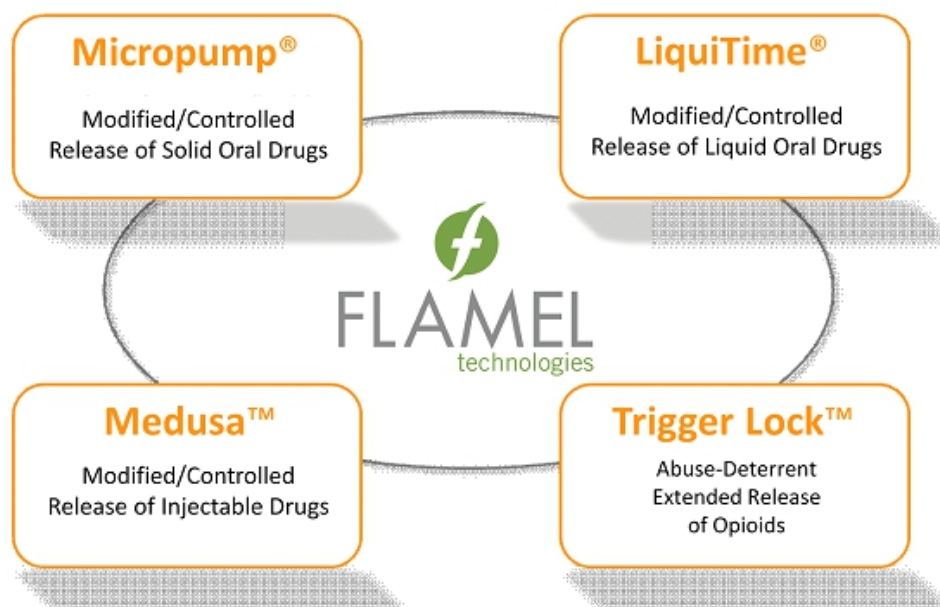 Micropump®
Modified/Controlled
Release of Solid Oral Drugs
LiquiTime®
Modified/Controlled
Release of Liquid Oral Drugs
FLAMEL
technologies
Medusa™
Modified/Controlled
Release of Injectable Drugs
Trigger Lock™
Abuse-Deterrent
Extended Release
of Opioids